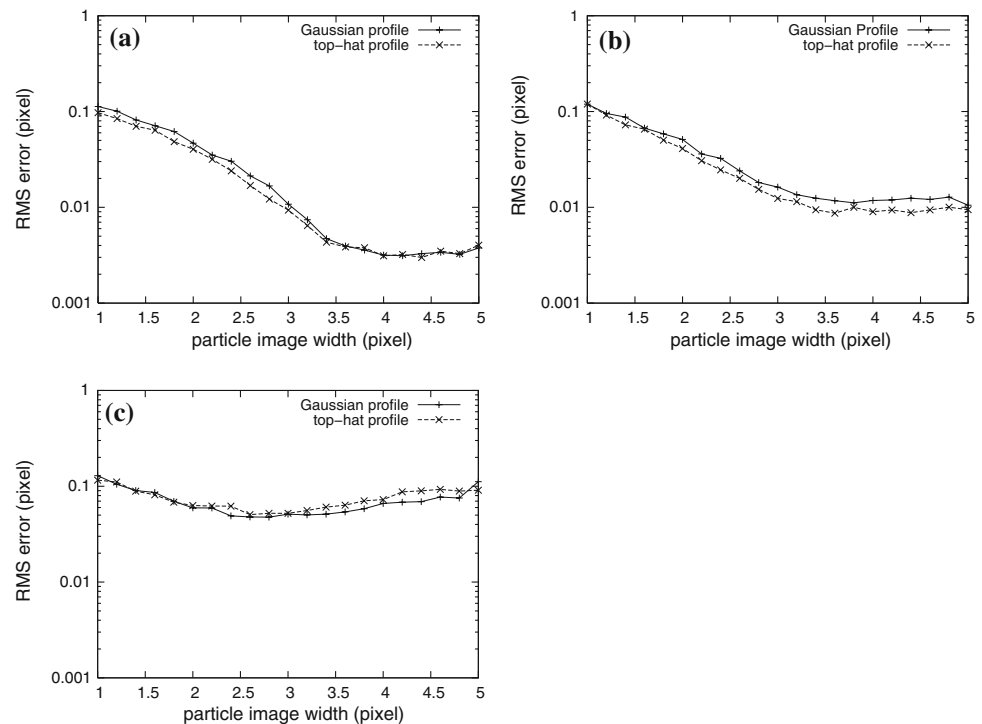 (a)
Gaussian profile
top-hat profile
1
0.1
0.01
0.001
RMS error (pixel)
1 1.5 2 2.5 3 3.5 4 4.5 5
particle image width (pixel)
(b)
Gaussian Profile
top-hat profile
1
0.1
0.01
0.001
RMS error (pixel)
1 1.5 2 2.5 3 3.5 4 4.5 5
particle image width (pixel)
(c)
Gaussian profile
top-hat profile
1
0.1
0.01
0.001
RMS error (pixel)
1 1.5 2 2.5 3 3.5 4 4.5 5
particle image width (pixel)